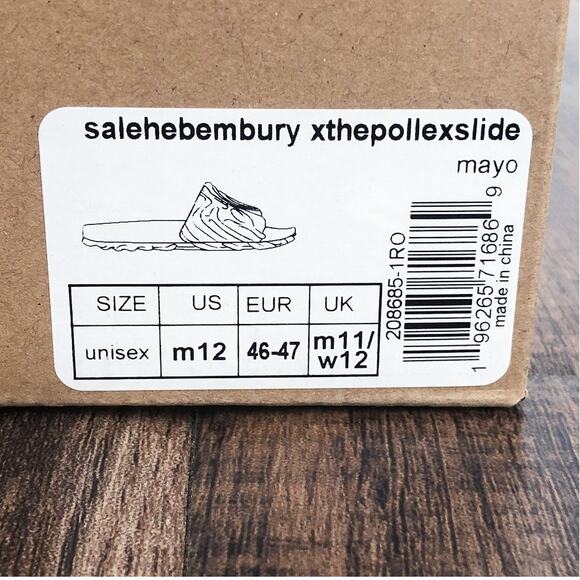 salehebembury xthepollexslide
mayo
SIZE US EUR UK
unisex m12 46-47 m11/
w12
208685-1RO
1 96265 71686 9
made in china